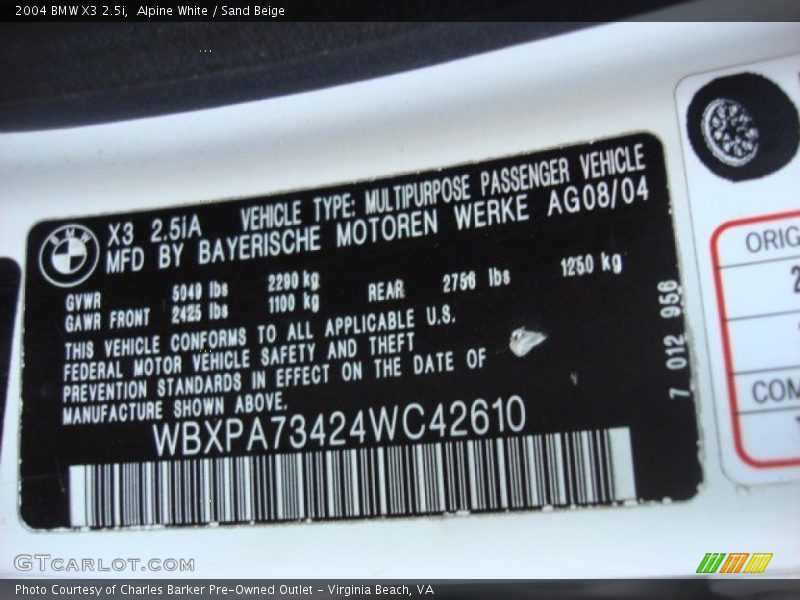 2004 BMW X3 2.5i,  Alpine White / Sand Beige
BMW
X3  2.5iA  VEHICLE TYPE: MULTIPURPOSE PASSENGER VEHICLE
MFD BY BAYERISCHE MOTOREN WERKE AG08/04
GVWR  5049 lbs  2290 kg
GAWR FRONT  2425 lbs  1100 kg  REAR  2756 lbs  1250 kg
THIS VEHICLE CONFORMS TO ALL APPLICABLE U.S.
FEDERAL MOTOR VEHICLE SAFETY AND THEFT
PREVENTION STANDARDS IN EFFECT ON THE DATE OF
MANUFACTURE SHOWN ABOVE.
WBXPA73424WC42610
7 012 956
ORIG
2
COM
GTCARLOT.COM
Photo Courtesy of Charles Barker Pre-Owned Outlet - Virginia Beach, VA